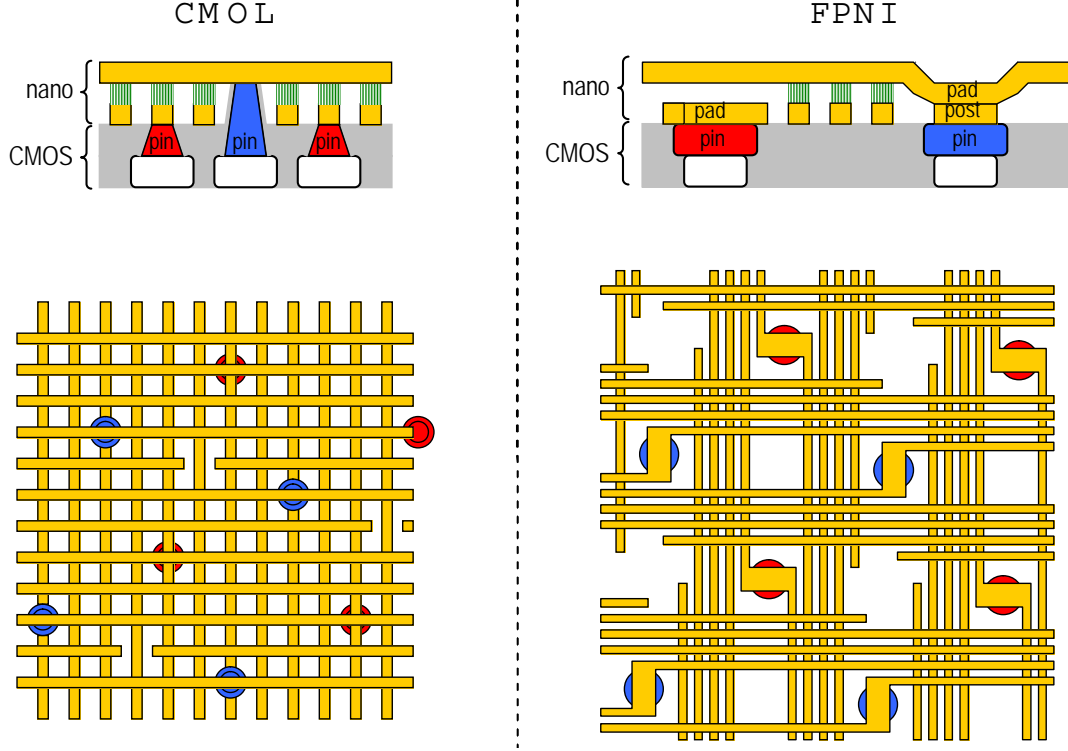 CMOL
nano
CMOS
pin
pin
pin
FPNI
nano
CMOS
pad
pin
pad
post
pin